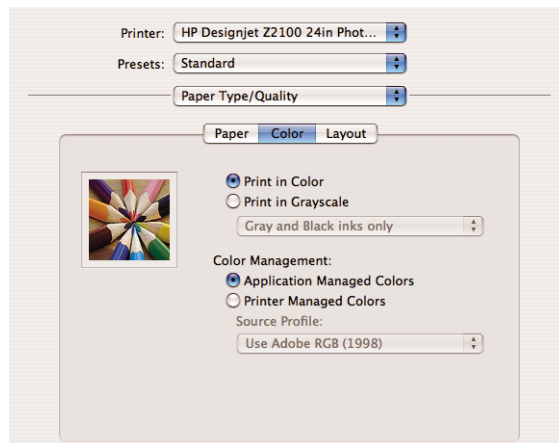 Printer: HP Designjet Z2100 24in Phot...
Presets: Standard
Paper Type/Quality
Paper Color Layout
Print in Color
Print in Grayscale
Gray and Black inks only
Color Management:
Application Managed Colors
Printer Managed Colors
Source Profile:
Use Adobe RGB (1998)